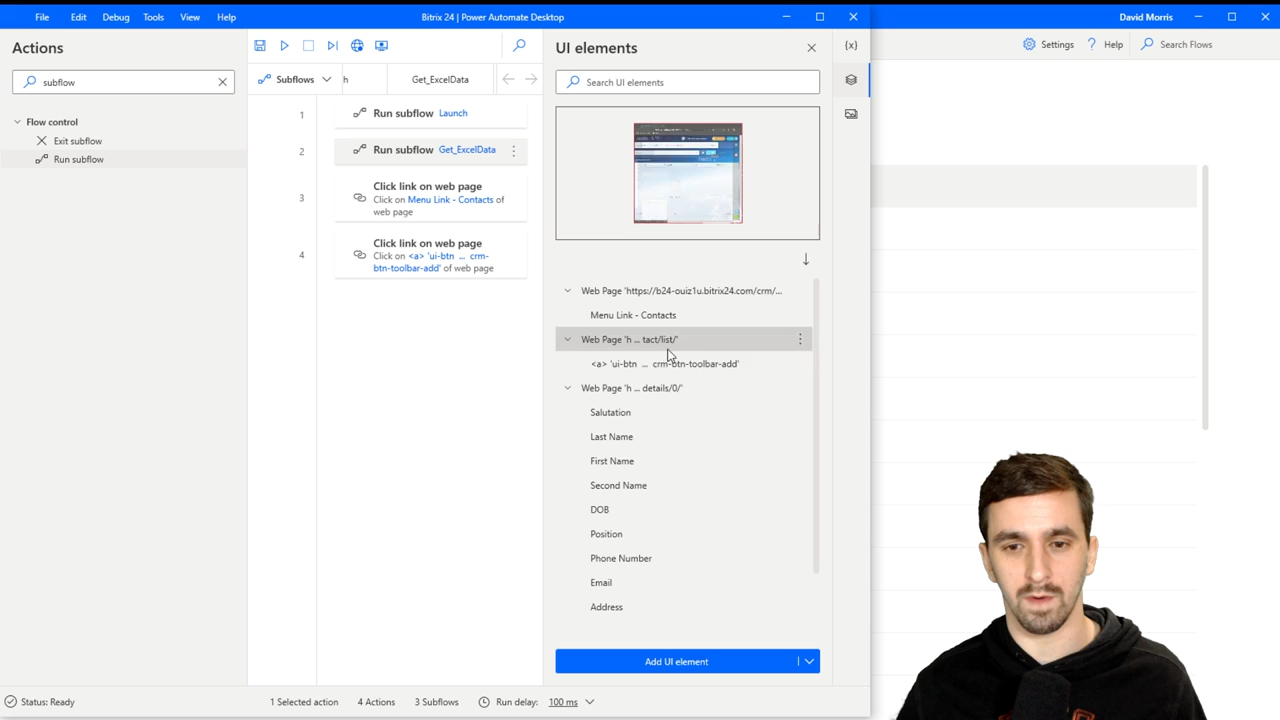 File Edit Debug Tools View Help
Bitrix 24 | Power Automate Desktop
David Morris
Actions
UI elements
{x}
Settings ? Help Search Flows
subflow
Subflows h Get_ExcelData
Search UI elements
Flow control
Exit subflow
Run subflow
1 Run subflow Launch
2 Run subflow Get_ExcelData
3 Click link on web page
Click on Menu Link - Contacts of
web page
4 Click link on web page
Click on <a> 'ui-btn ... crm-
btn-toolbar-add' of web page
Web Page 'https://b24-ouiz1u.bitrix24.com/crm/...
Menu Link - Contacts
Web Page 'h ... tact/list/'
<a> 'ui-btn ... crm-btn-toolbar-add'
Web Page 'h ... details/0/'
Salutation
Last Name
First Name
Second Name
DOB
Position
Phone Number
Email
Address
Add UI element
Status: Ready
1 Selected action 4 Actions 3 Subflows Run delay: 100 ms